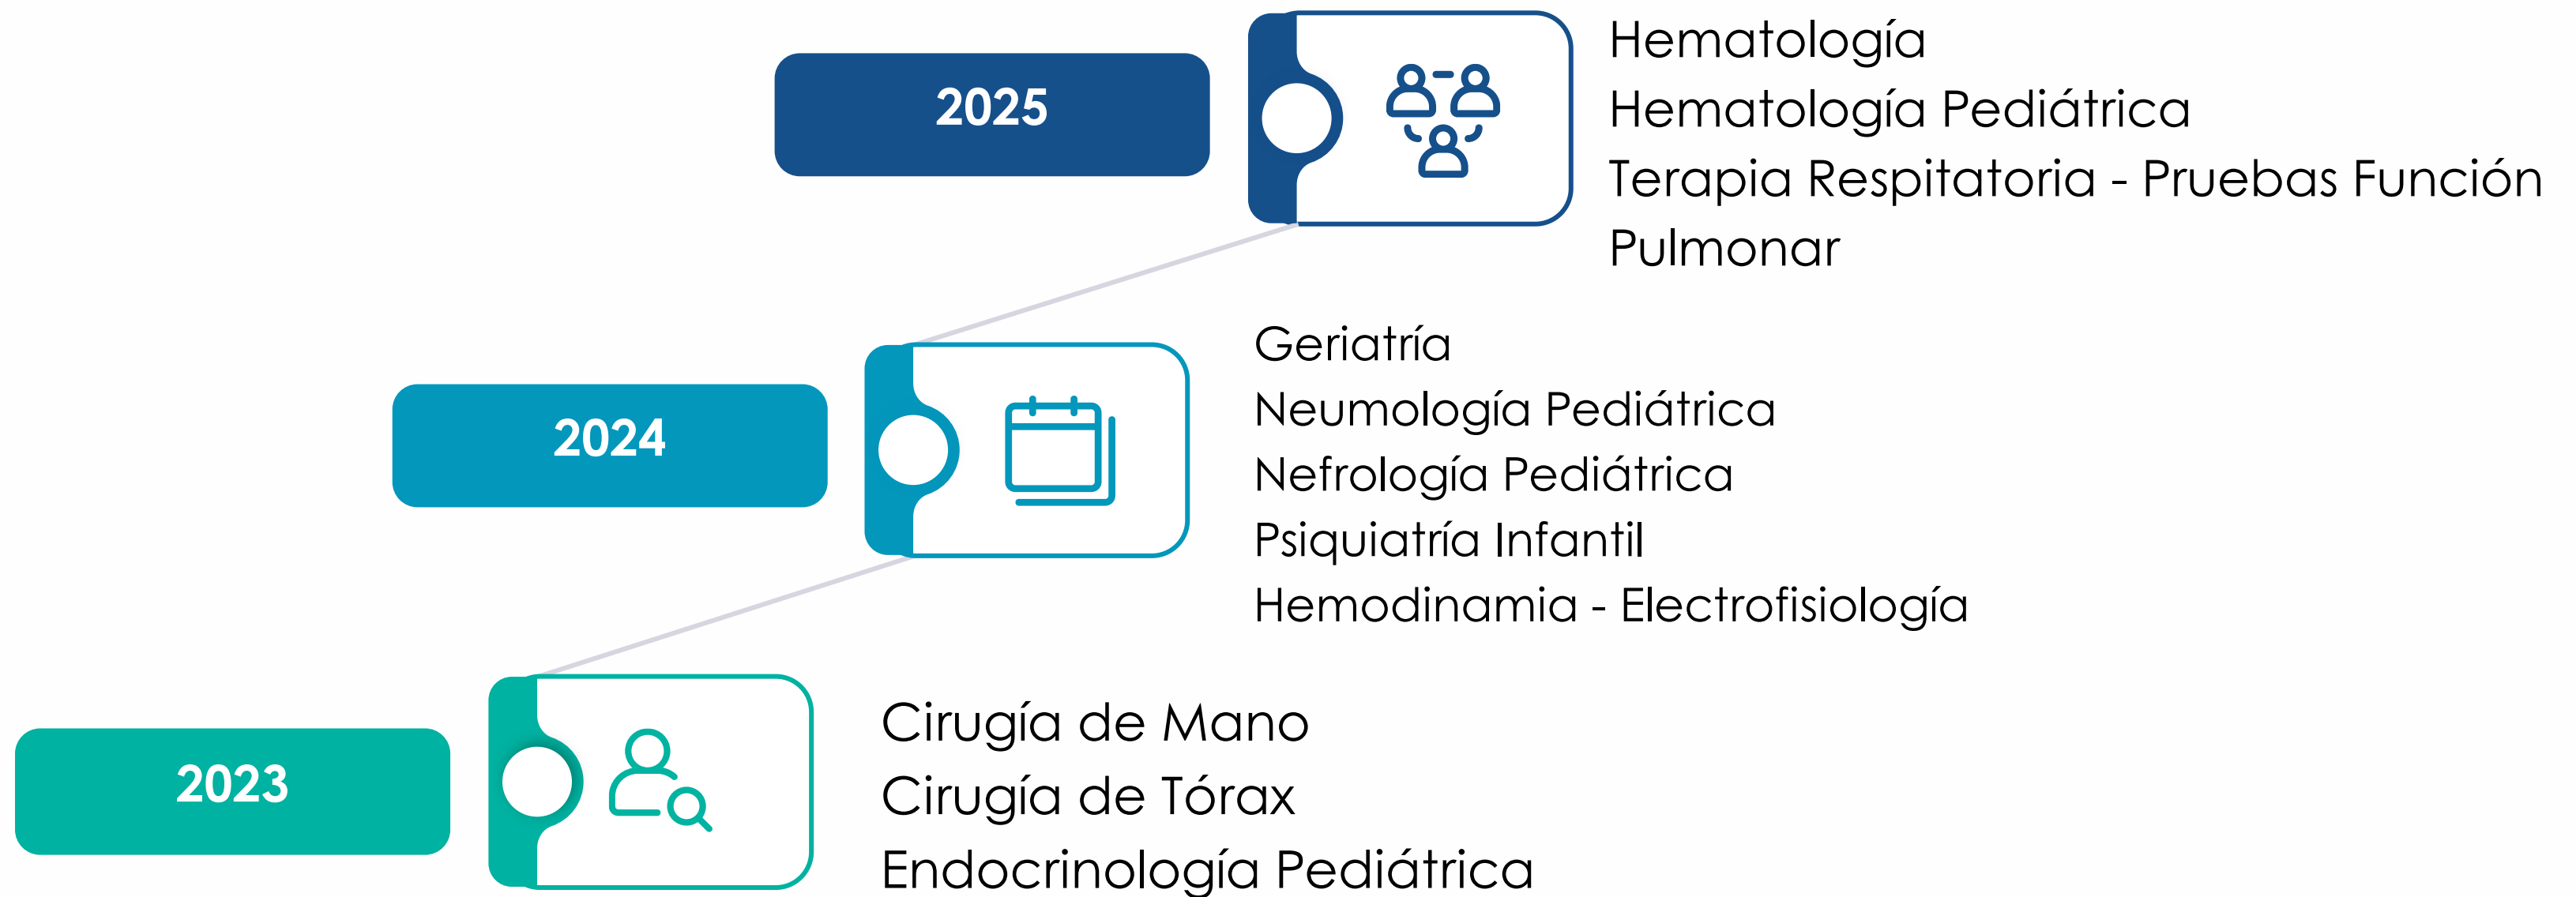 2025
Hematología
Hematología Pediátrica
Terapia Respitatoria - Pruebas Función
Pulmonar
2024
Geriatría
Neumología Pediátrica
Nefrología Pediátrica
Psiquiatría Infantil
Hemodinamia - Electrofisiología
2023
Cirugía de Mano
Cirugía de Tórax
Endocrinología Pediátrica